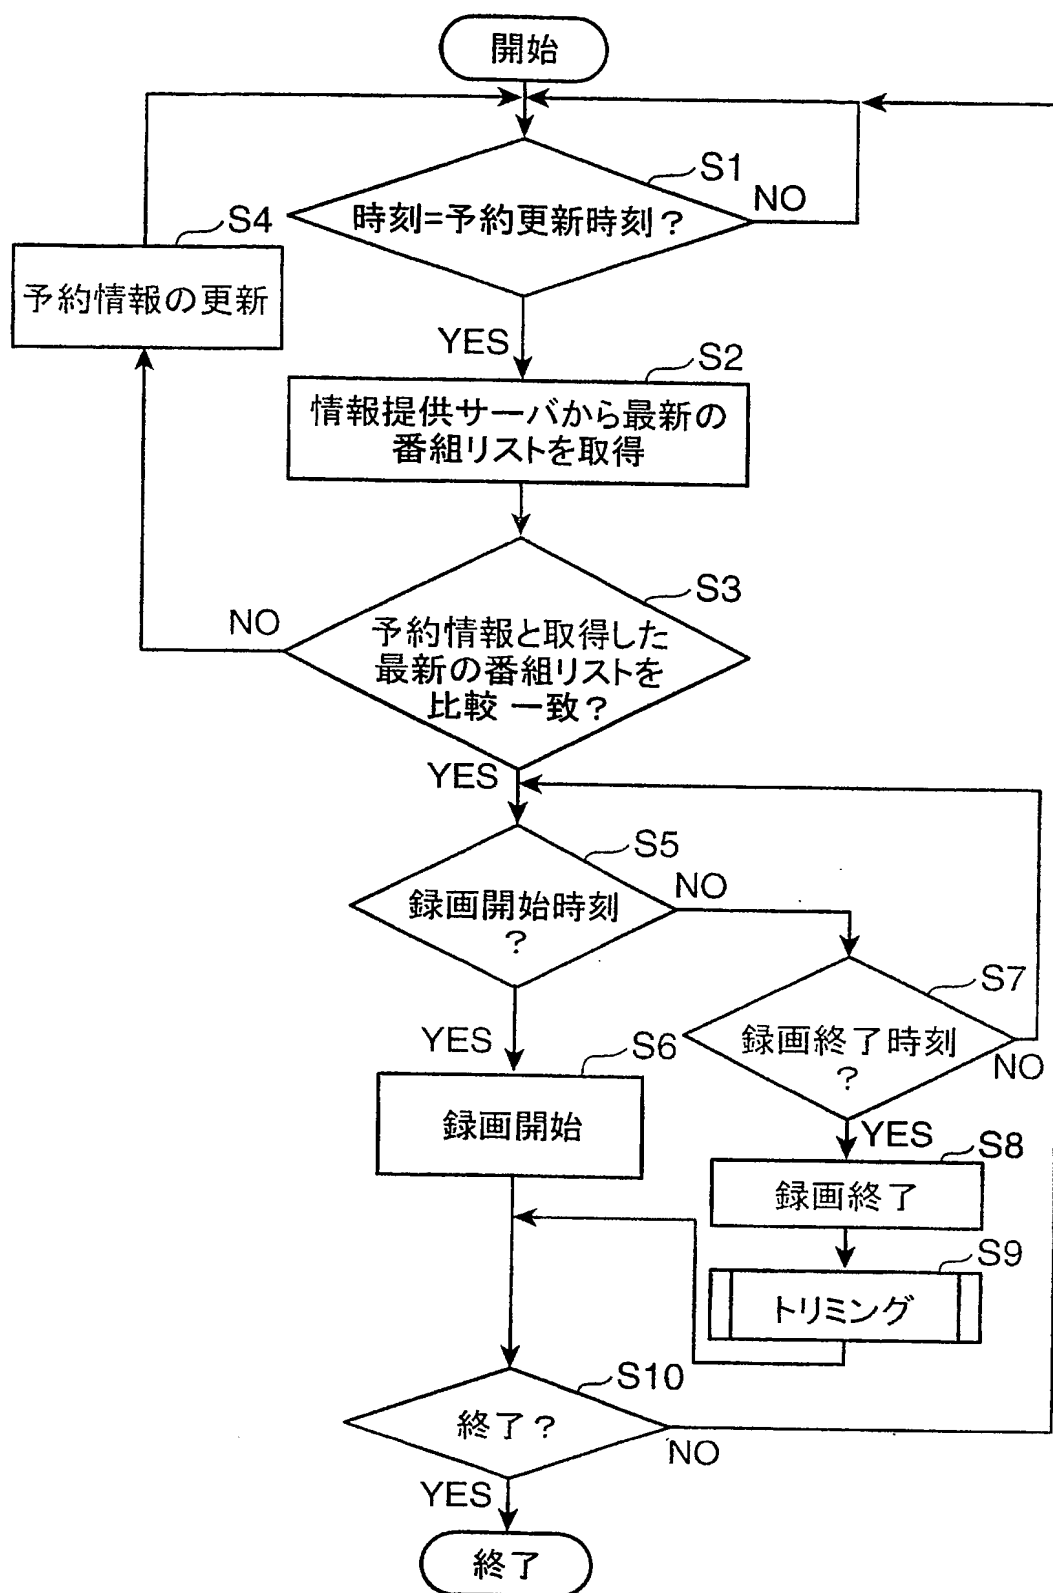 開始
S1
時刻=予約更新時刻？
NO
S4
予約情報の更新
YES
S2
情報提供サーバから最新の
番組リストを取得
S3
NO
予約情報と取得した
最新の番組リストを
比較 一致？
YES
S5
録画開始時刻
？
NO
S7
録画終了時刻
？
NO
YES
S6
録画開始
YES
S8
録画終了
S9
トリミング
S10
終了？
NO
YES
終了